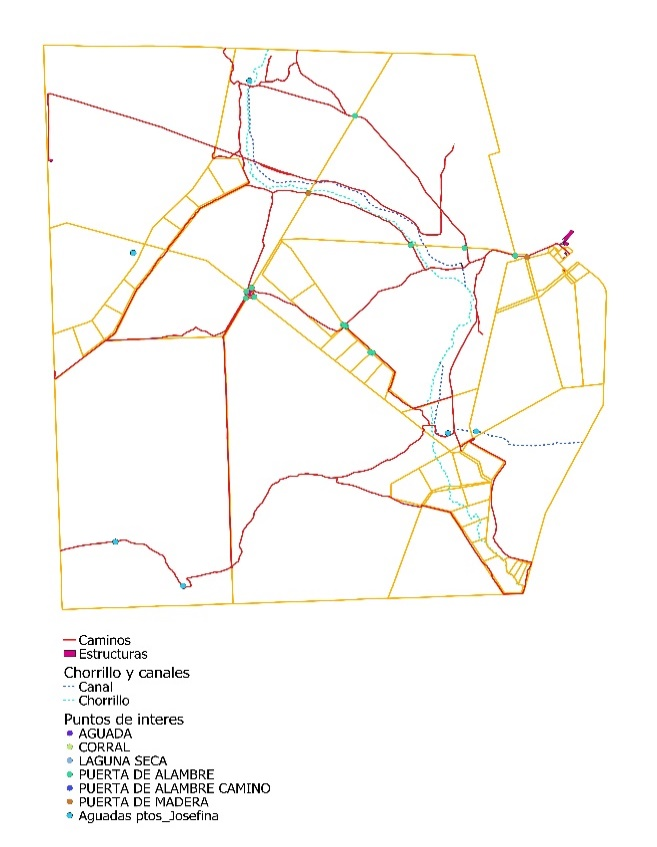 Caminos
Estructuras
Chorrillo y canales
Canal
Chorrillo
Puntos de interes
AGUADA
CORRAL
LAGUNA SECA
PUERTA DE ALAMBRE
PUERTA DE ALAMBRE CAMINO
PUERTA DE MADERA
Aguadas ptos_Josefina